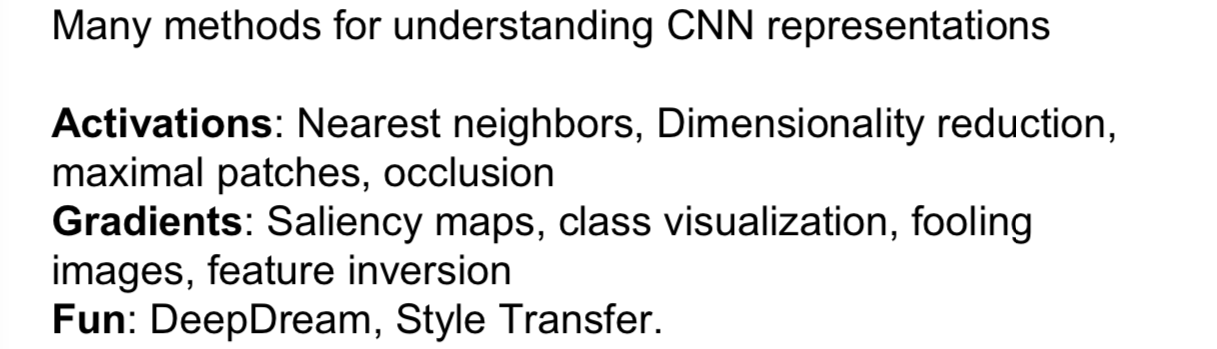 Many methods for understanding CNN representations
Activations: Nearest neighbors, Dimensionality reduction,
maximal patches, occlusion
Gradients: Saliency maps, class visualization, fooling
images, feature inversion
Fun: DeepDream, Style Transfer.